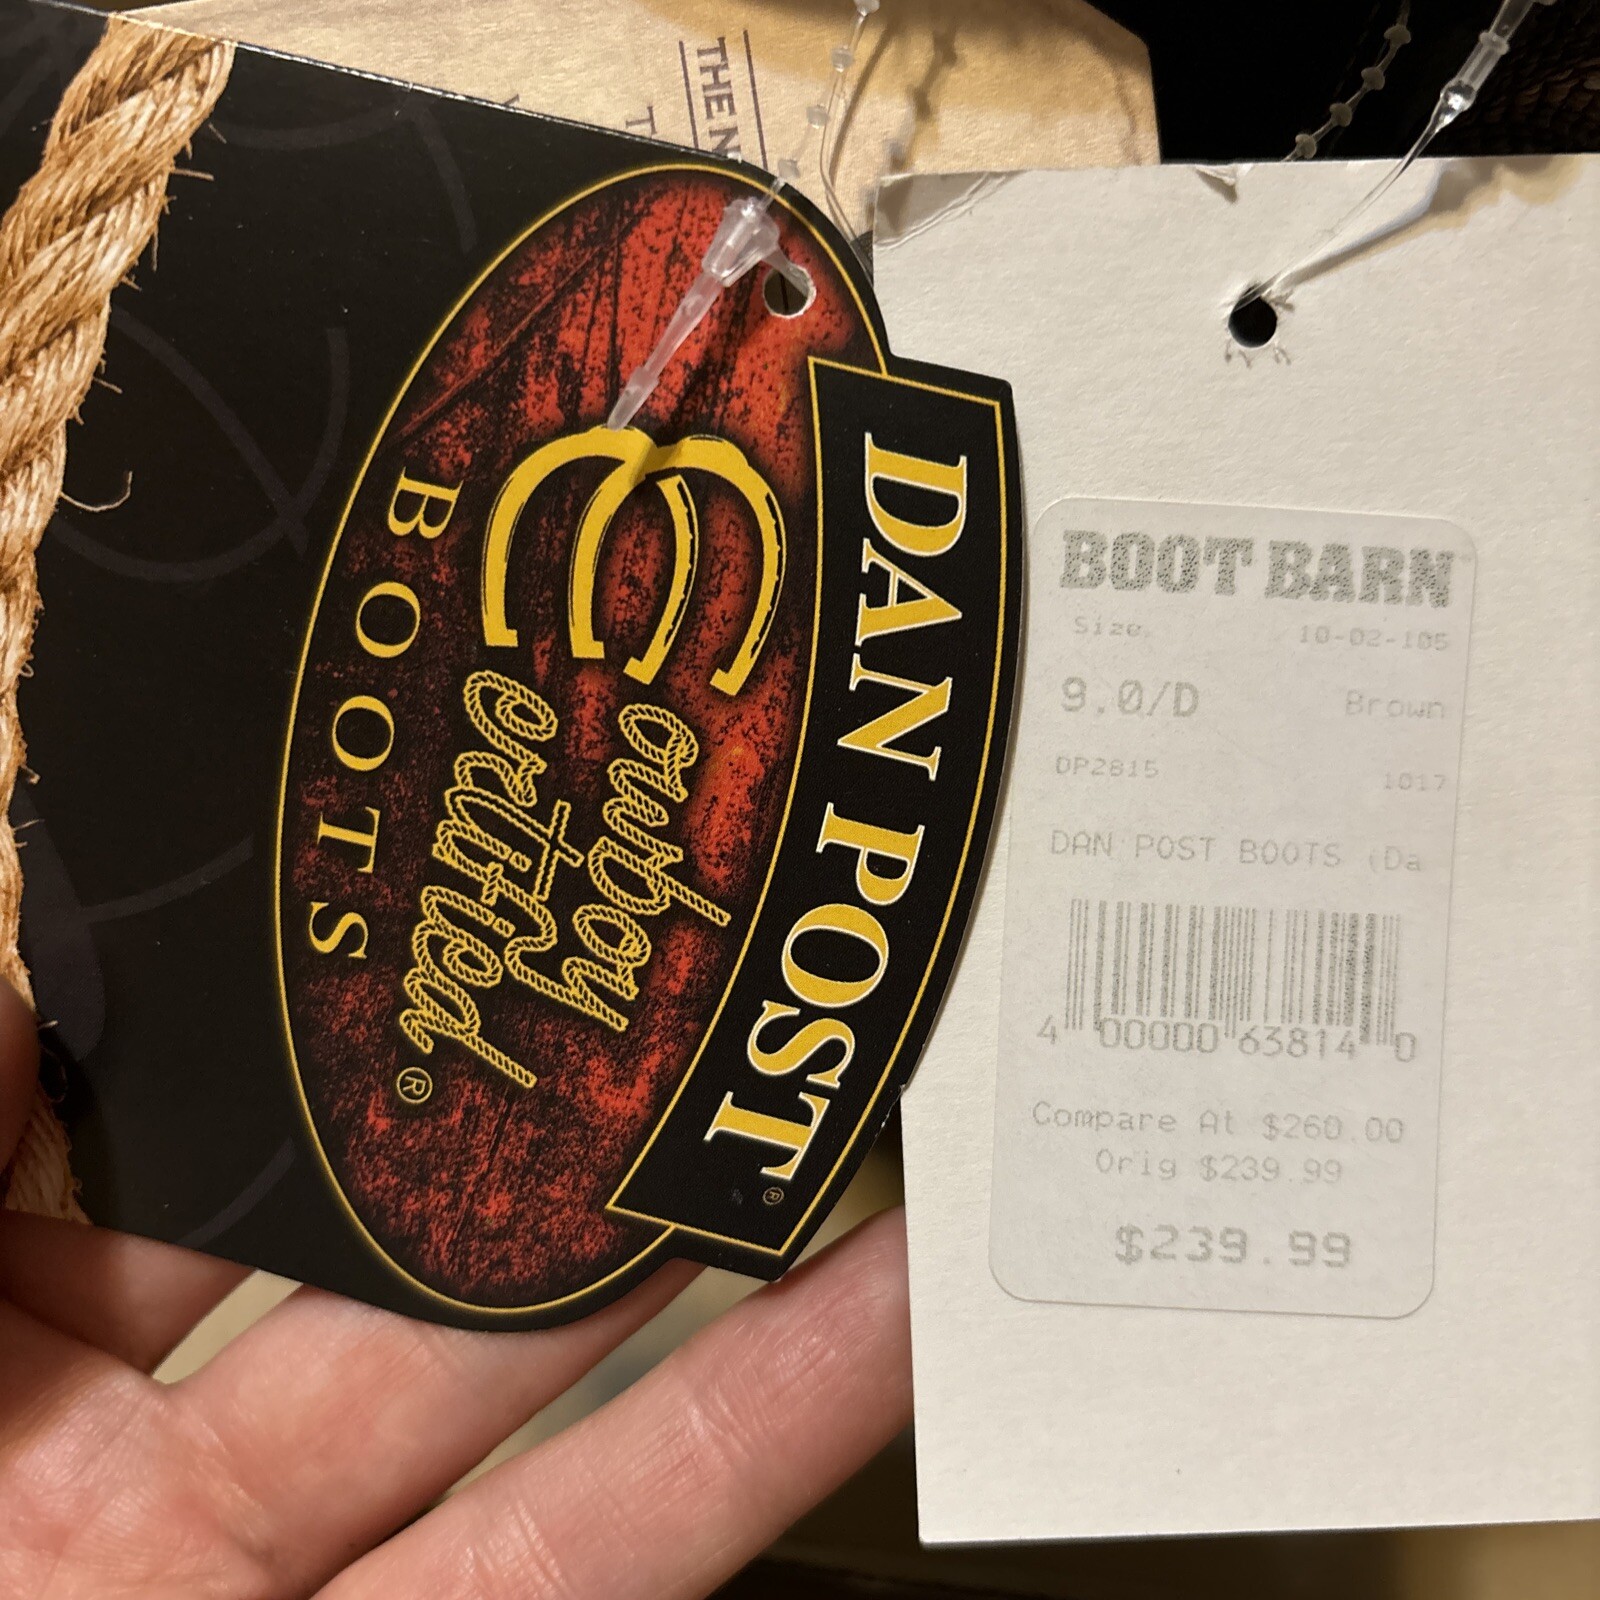 THE N
DAN POST®
Cowboy
Certified®
BOOTS
BOOT BARN
Size 10-02-105
9.0/D Brown
DP2815 1017
DAN POST BOOTS (Da
4 00000 63814 0
Compare At $260.00
Orig $239.99
$239.99